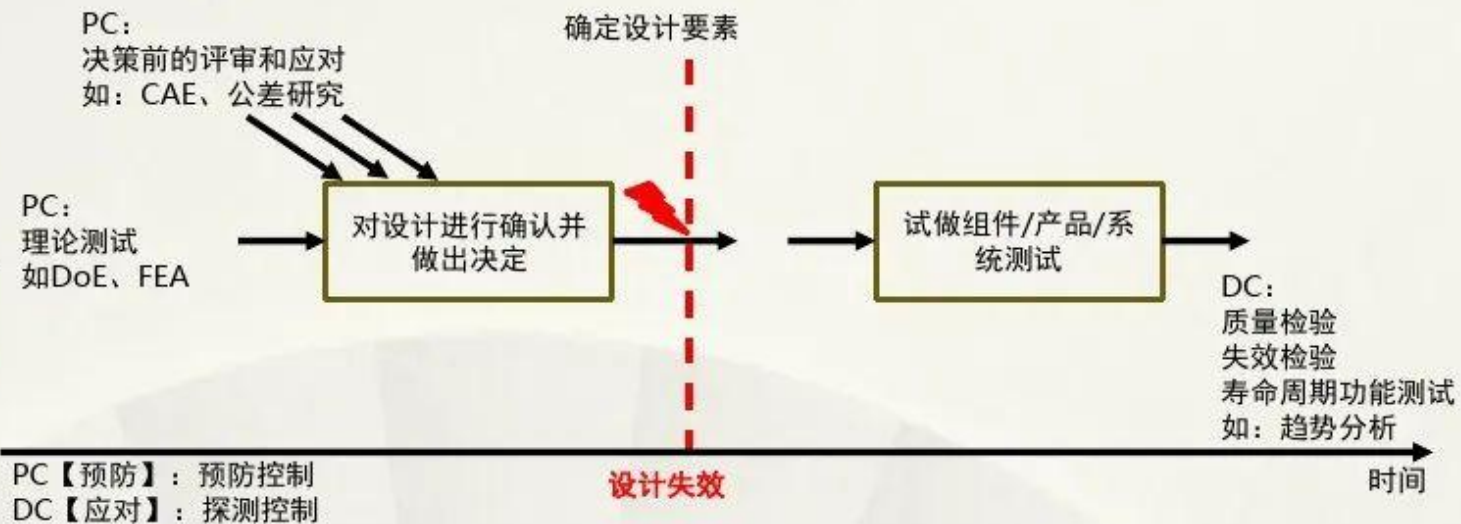 PC：
决策前的评审和应对
如：CAE、公差研究
确定设计要素
PC：
理论测试
如DoE、FEA
对设计进行确认并
做出决定
试做组件/产品/系
统测试
DC：
质量检验
失效检验
寿命周期功能测试
如：趋势分析
PC【预防】：预防控制
DC【应对】：探测控制
设计失效
时间